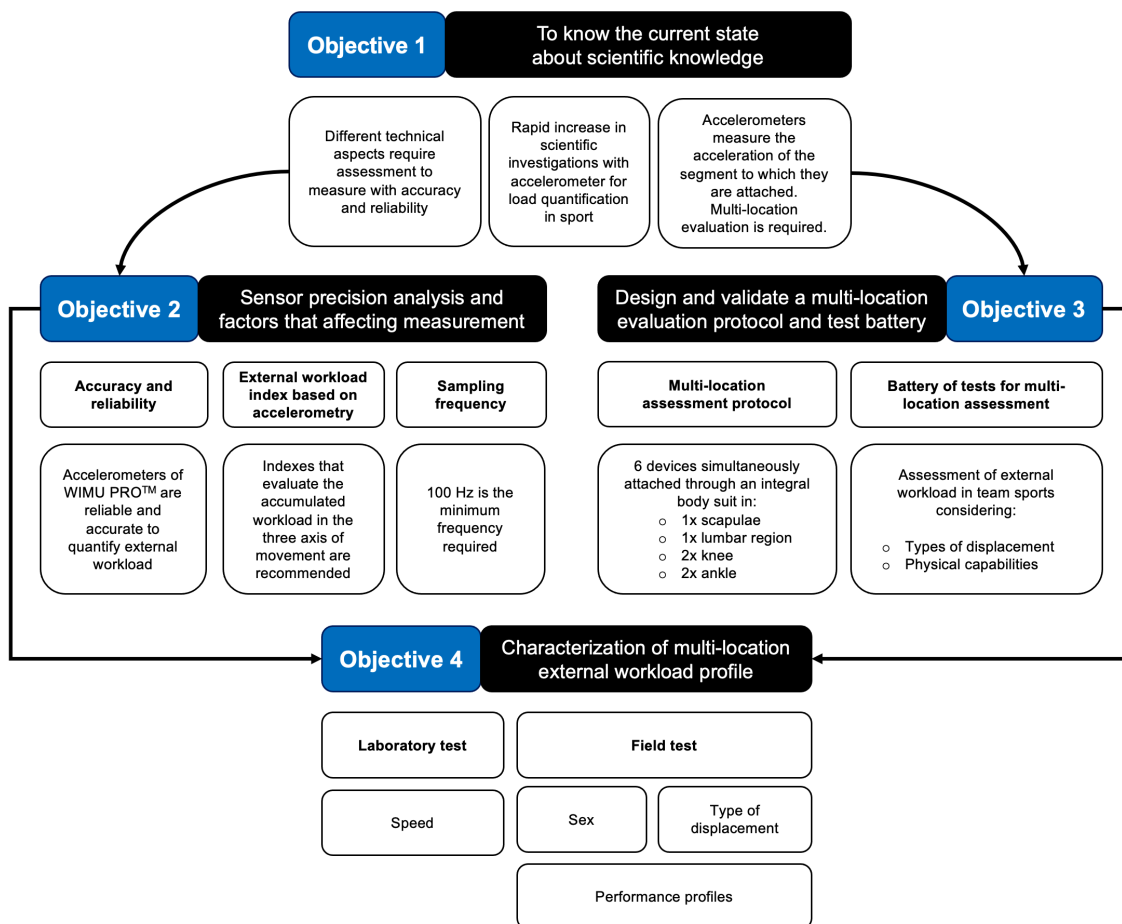 Objective 1
To know the current state
about scientific knowledge
Different technical
aspects require
assessment to
measure with accuracy
and reliability
Rapid increase in
scientific
investigations with
accelerometer for
load quantification
in sport
Accelerometers
measure the
acceleration of the
segment to which they
are attached.
Multi-location
evaluation is required.
Objective 2
Sensor precision analysis and
factors that affecting measurement
Design and validate a multi-location
evaluation protocol and test battery
Objective 3
Accuracy and
reliability
External workload
index based on
accelerometry
Sampling
frequency
Multi-location
assessment protocol
Battery of tests for multi-
location assessment
Accelerometers of
WIMU PRO™ are
reliable and
accurate to
quantify external
workload
Indexes that
evaluate the
accumulated
workload in the
three axis of
movement are
recommended
100 Hz is the
minimum
frequency
required
6 devices simultaneously
attached through an integral
body suit in:
o 1x scapulae
o 1x lumbar region
o 2x knee
o 2x ankle
Assessment of external
workload in team sports
considering:
o Types of displacement
o Physical capabilities
Objective 4
Characterization of multi-location
external workload profile
Laboratory test
Field test
Speed
Sex
Type of
displacement
Performance profiles